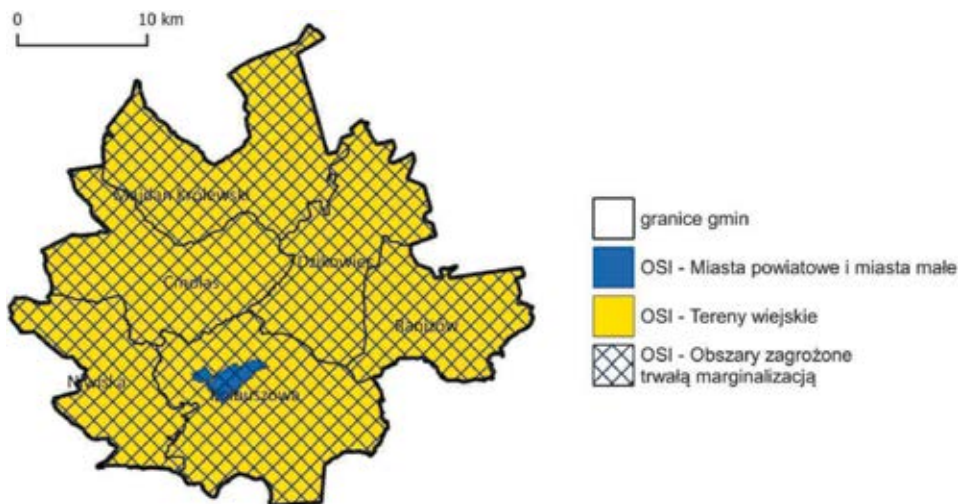 0 10 km
Majdan Królewski
Dzikowiec
Cmolas
Raniżów
Niwiska
Kolbuszowa
granice gmin
OSI - Miasta powiatowe i miasta małe
OSI - Tereny wiejskie
OSI - Obszary zagrożone
trwałą marginalizacją